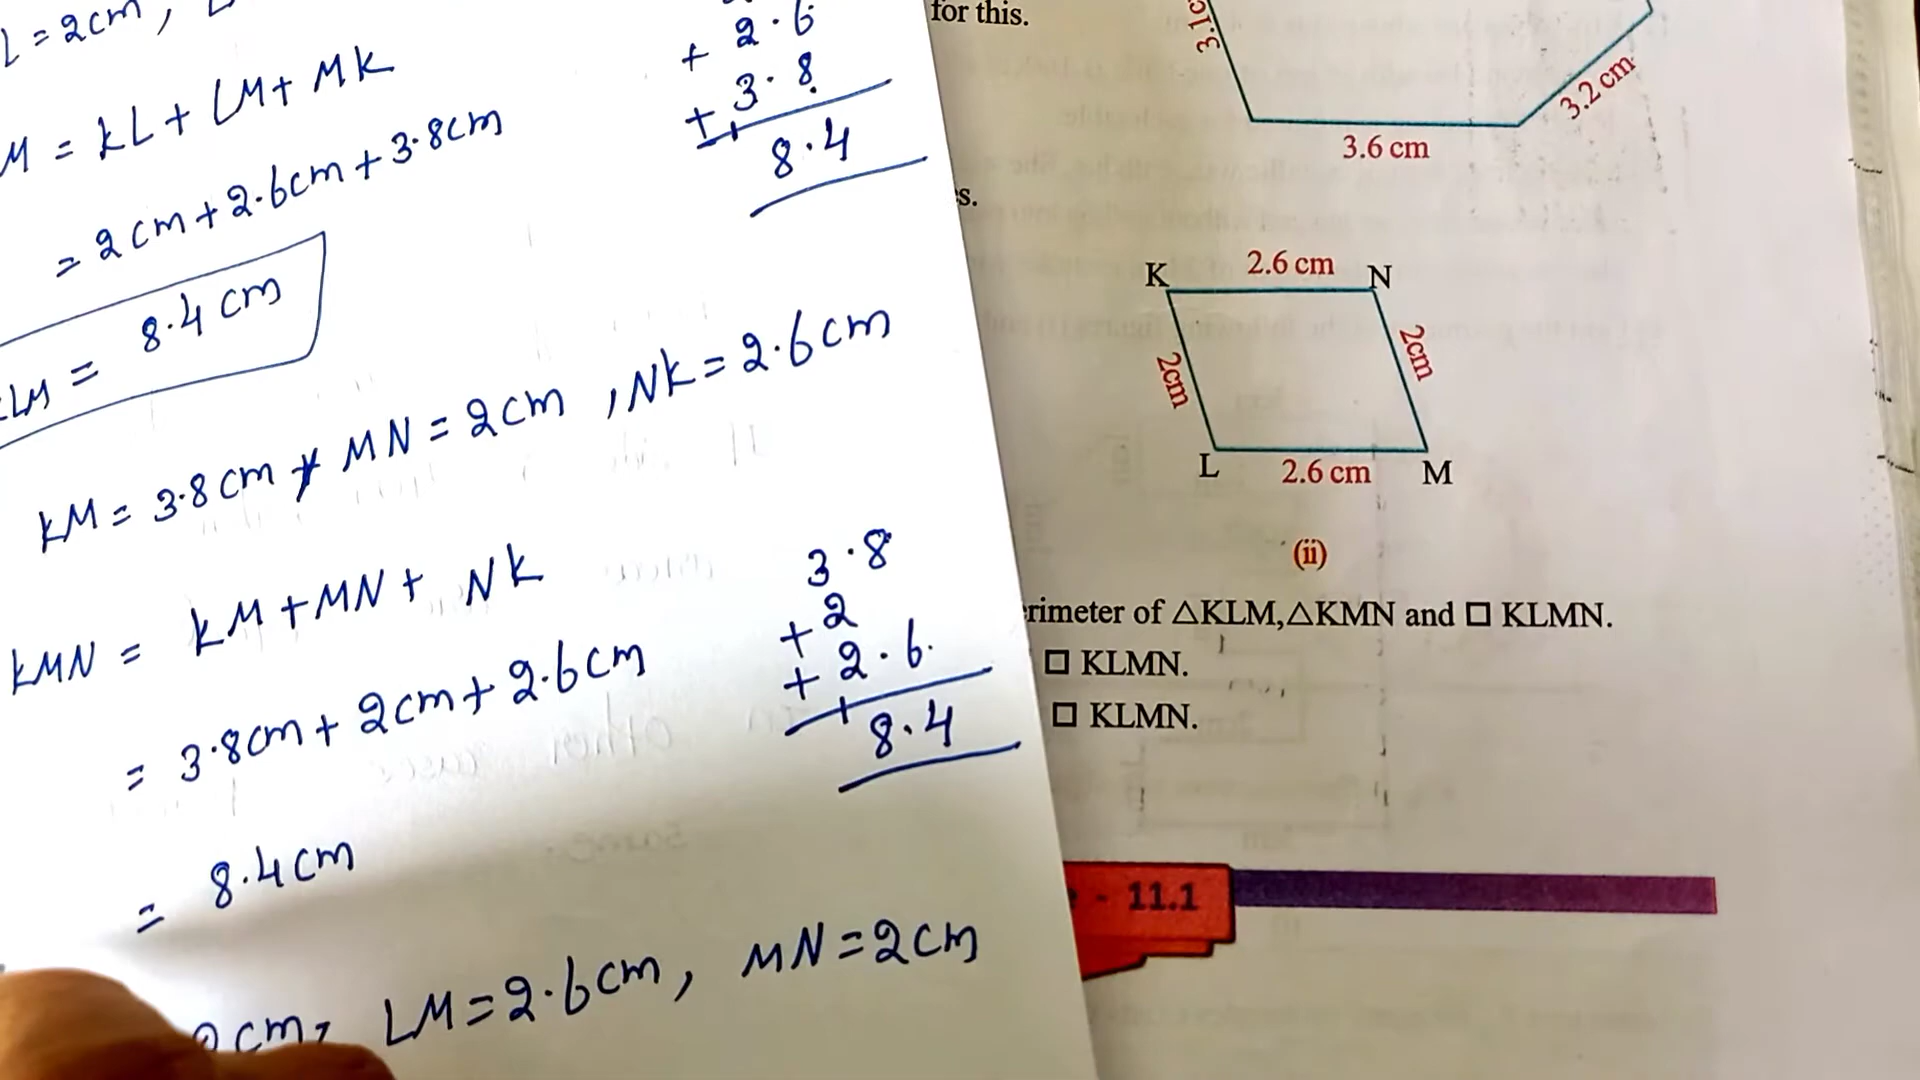 L = 2cm,
M = KL + LM + MK
= 2cm + 2.6cm + 3.8cm
LM = 8.4 cm
+ 2.6
+ 3.8
8.4
KM = 3.8cm, MN = 2cm, NK = 2.6cm
KMN = KM + MN + NK
= 3.8cm + 2cm + 2.6cm
= 8.4cm
3.8
+ 2
+ 2.6
8.4
cm, LM = 2.6cm, MN = 2cm
for this.
3.2 cm
3.6 cm
s.
K 2.6 cm N
2cm 2cm
L 2.6 cm M
(ii)
rimeter of △KLM,△KMN and □ KLMN.
□ KLMN.
□ KLMN.
- 11.1